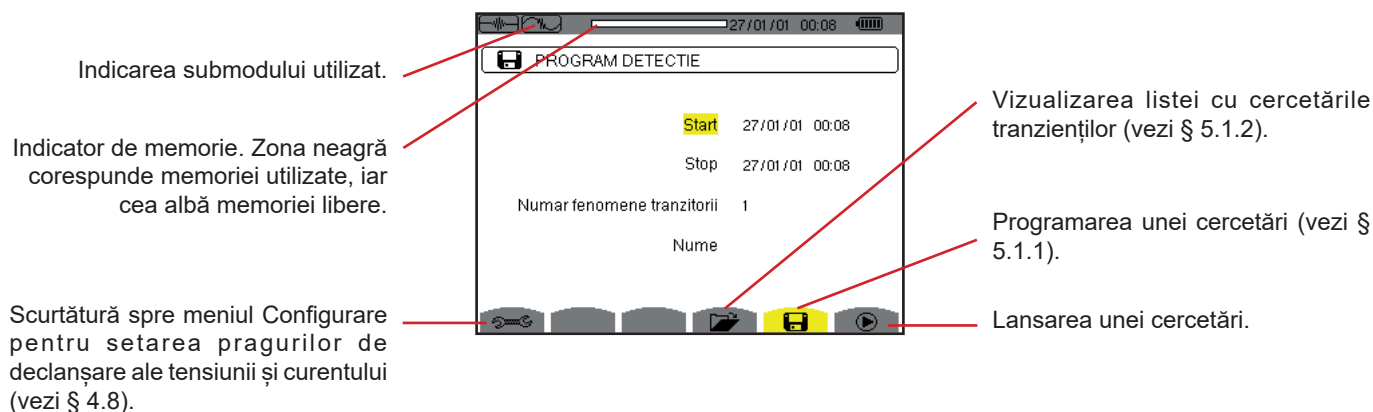 Indicarea submodului utilizat.
Indicator de memorie. Zona neagră
corespunde memoriei utilizate, iar
cea albă memoriei libere.
Scurtătură spre meniul Configurare
pentru setarea pragurilor de
declanșare ale tensiunii și curentului
(vezi § 4.8).
27/01/01 00:08
PROGRAM DETECTIE
Start 27/01/01 00:08
Stop 27/01/01 00:08
Numar fenomene tranzitorii 1
Nume
Vizualizarea listei cu cercetările
tranzienților (vezi § 5.1.2).
Programarea unei cercetări (vezi §
5.1.1).
Lansarea unei cercetări.